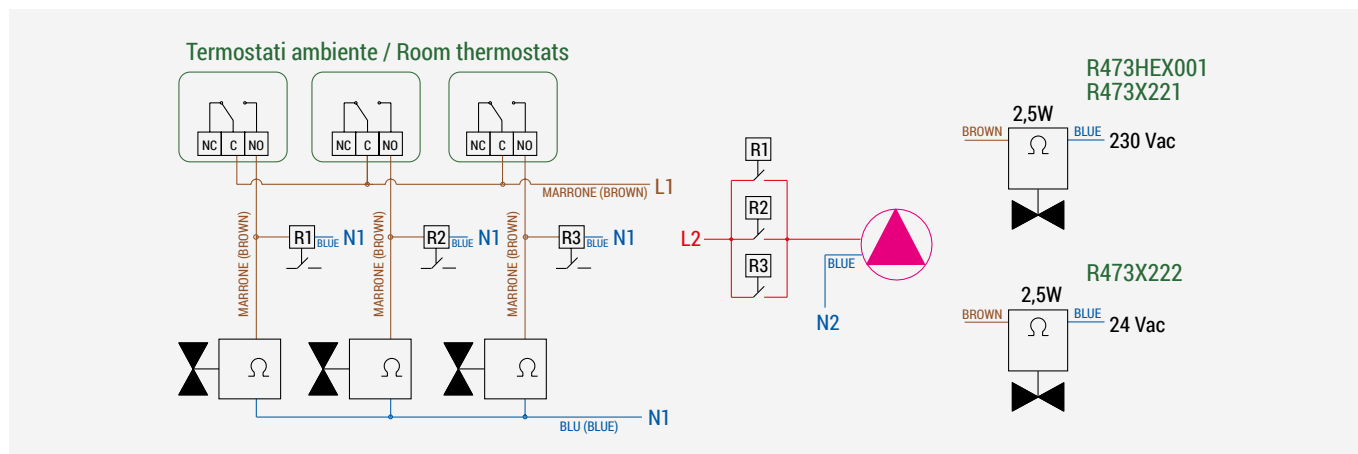 Termostati ambiente / Room thermostats
NC C NO
NC C NO
NC C NO
MARRONE (BROWN) L1
MARRONE (BROWN)
R1 BLUE N1
MARRONE (BROWN)
R2 BLUE N1
MARRONE (BROWN)
R3 BLUE N1
Ω
Ω
Ω
BLU (BLUE) N1
R1
R2
R3
L2
BLUE
N2
R473HEX001
R473X221
2,5W
BROWN Ω BLUE 230 Vac
R473X222
2,5W
BROWN Ω BLUE 24 Vac